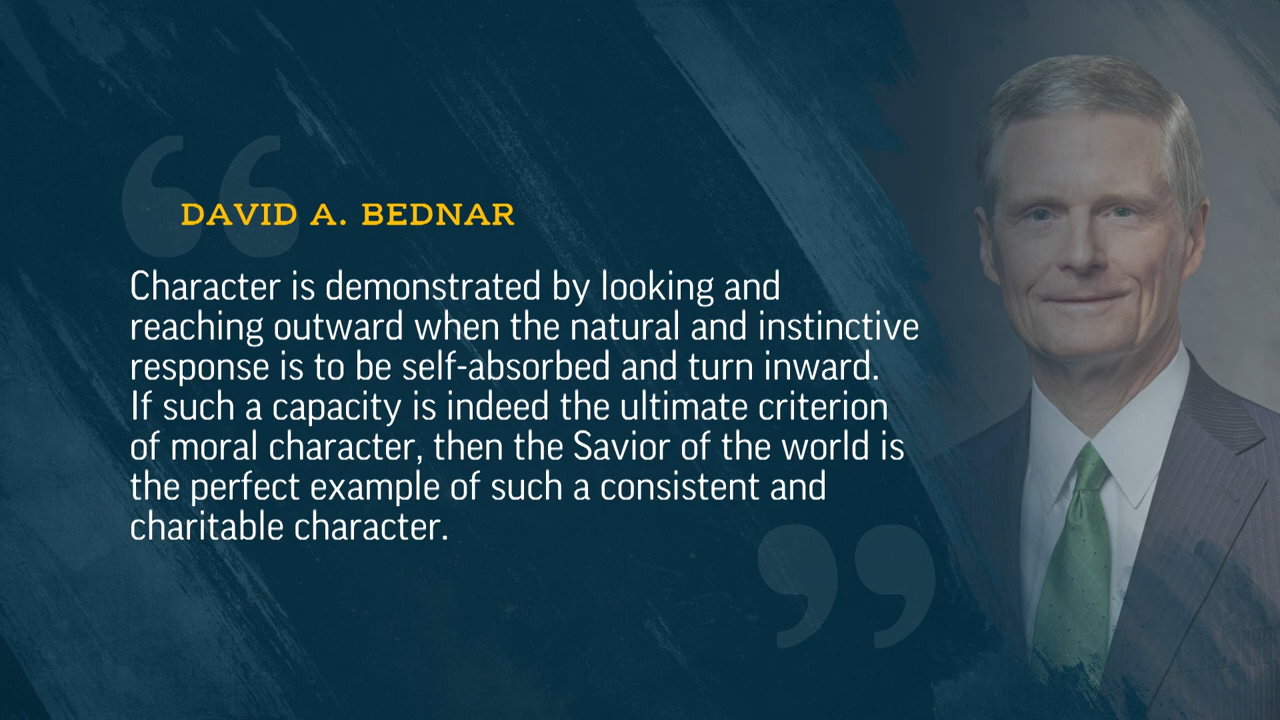 DAVID A. BEDNAR
Character is demonstrated by looking and
reaching outward when the natural and instinctive
response is to be self-absorbed and turn inward.
If such a capacity is indeed the ultimate criterion
of moral character, then the Savior of the world is
the perfect example of such a consistent and
charitable character.